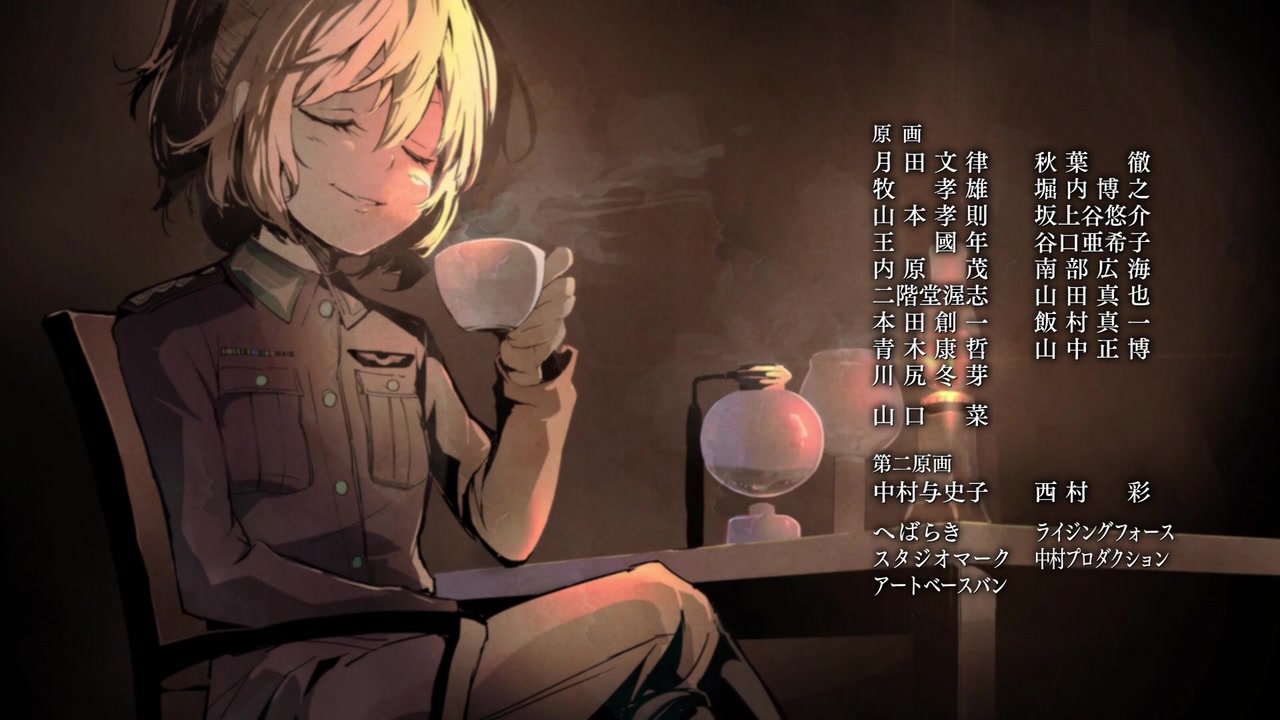 原画
月田文律 秋葉徹
牧孝雄 堀内博之
山本孝則 坂上谷悠介
王國年 谷口亜希子
内原茂 南部広海
二階堂渥志 山田真也
本田創一 飯村真一
青木康哲 山中正博
川尻冬芽
山口菜
第二原画
中村与史子 西村彩
へばらき ライジングフォース
スタジオマーク 中村プロダクション
アートベースバン